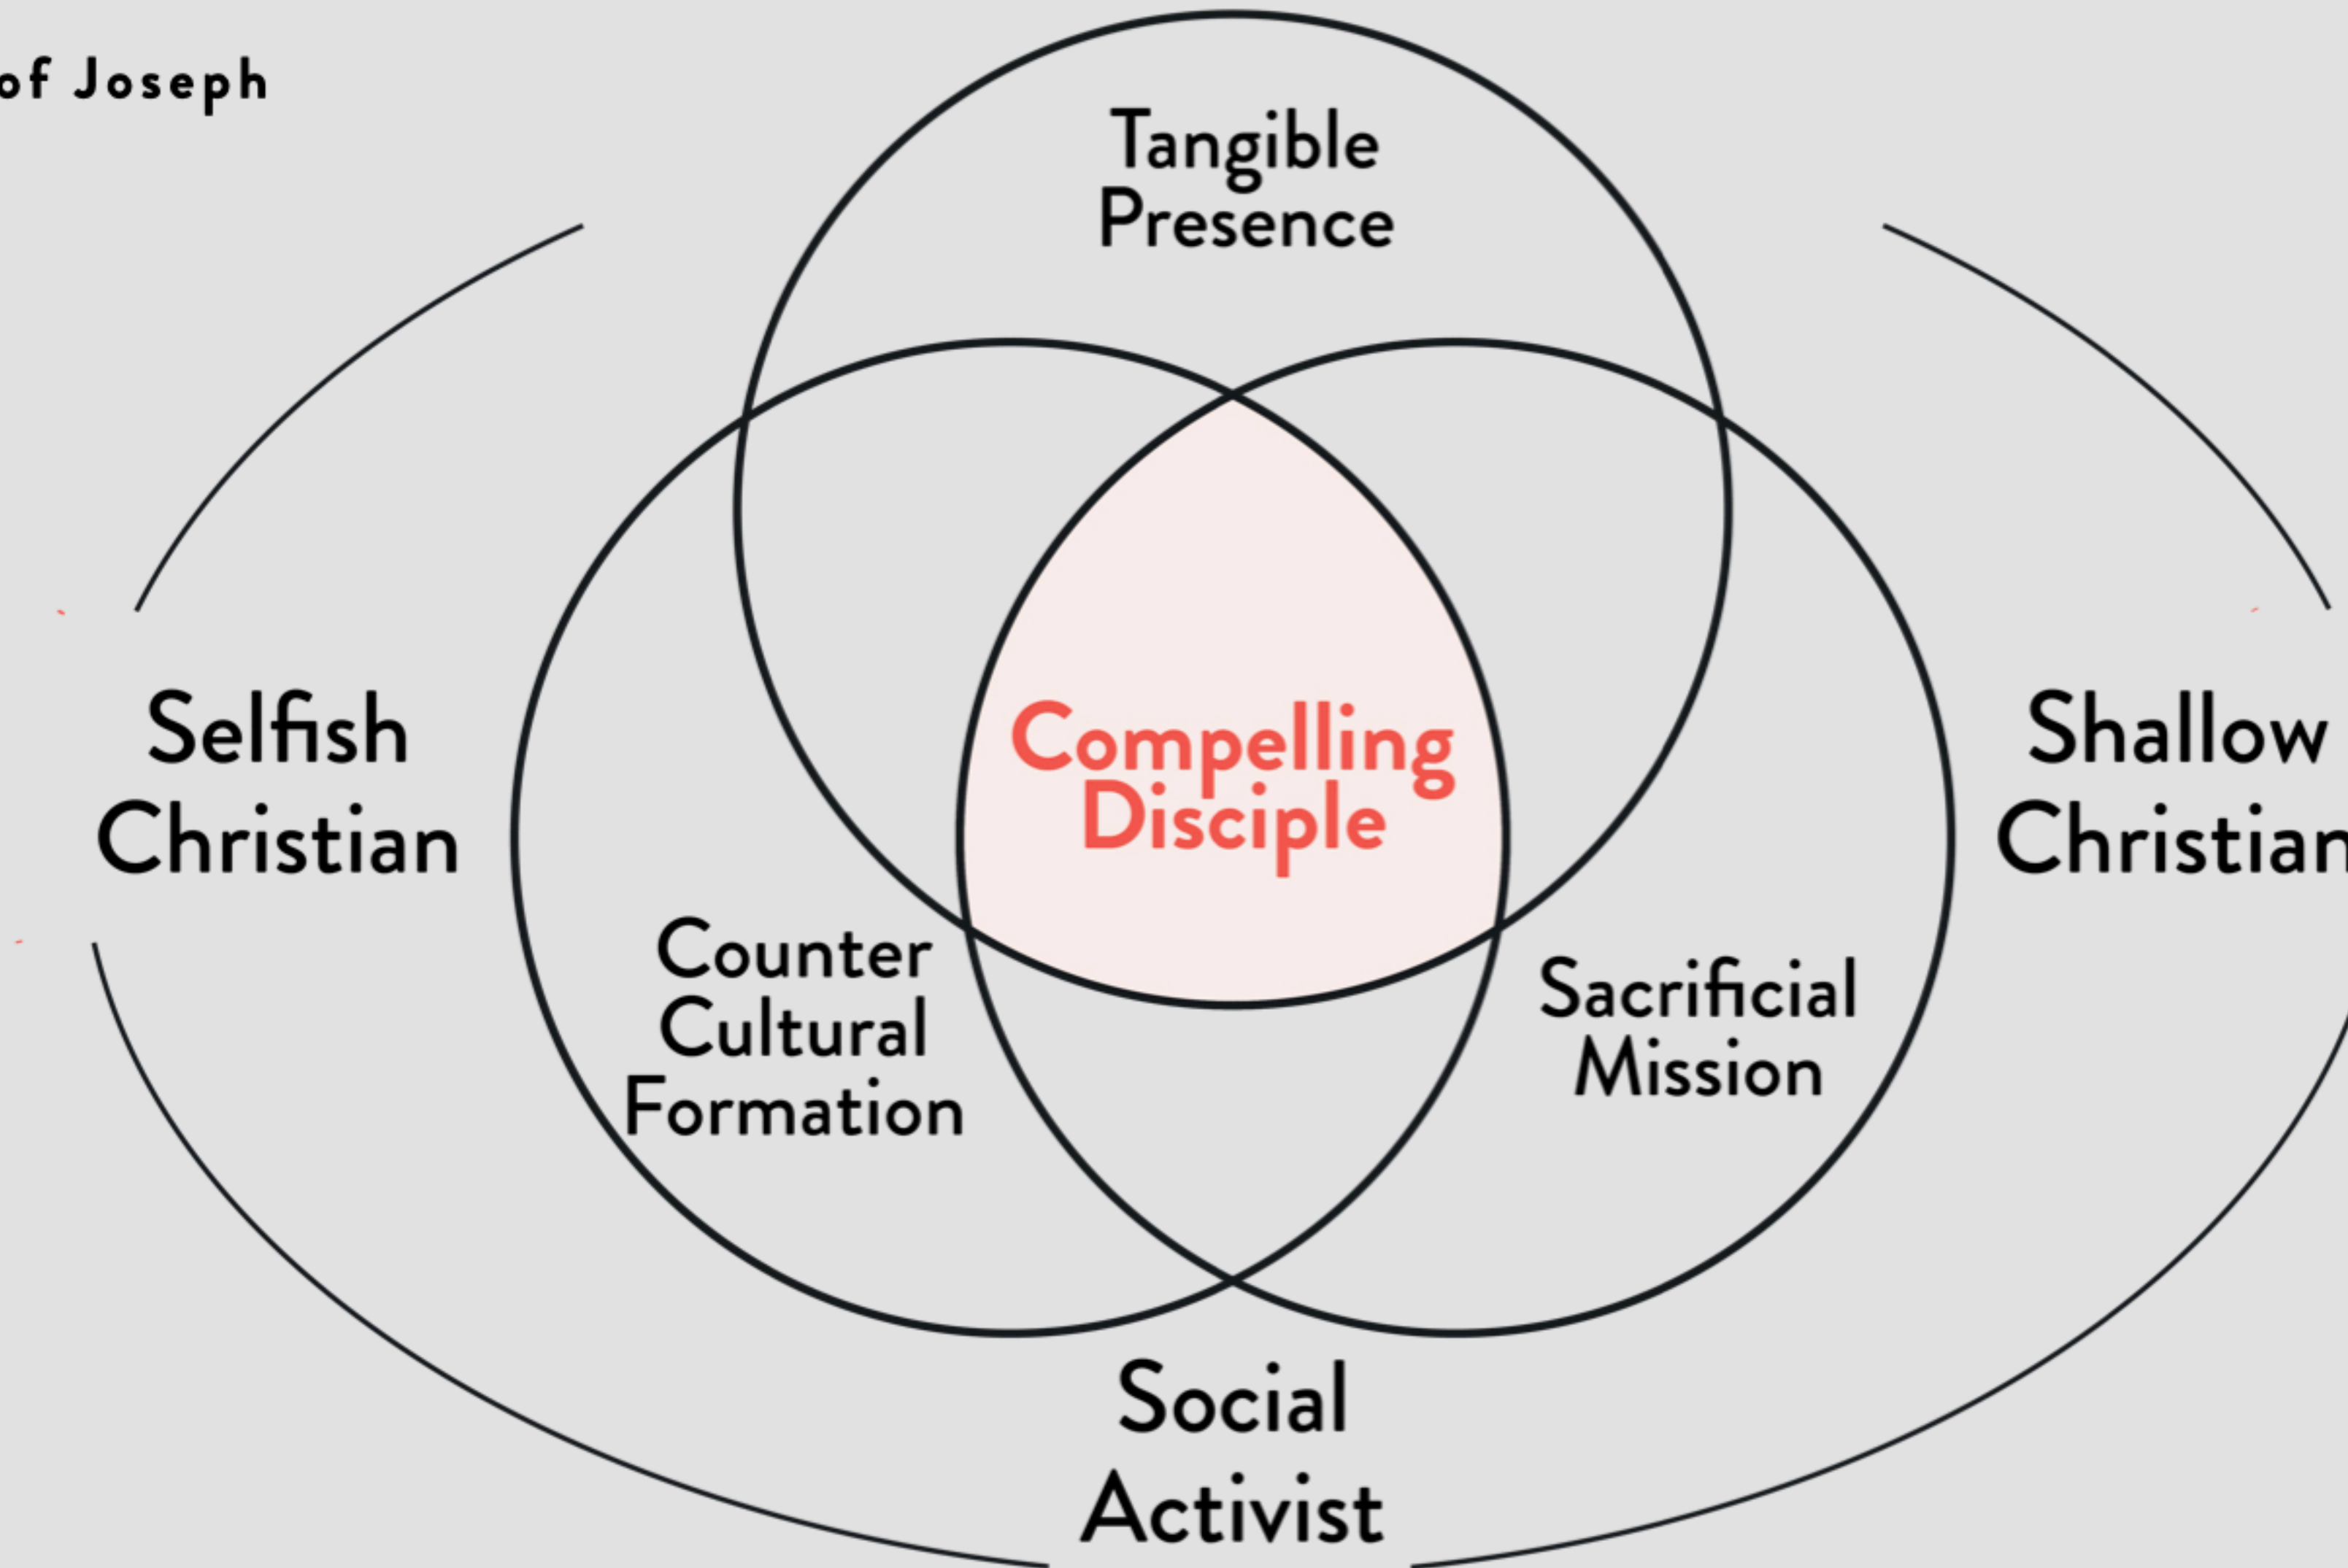 of Joseph
Tangible
Presence
Selfish
Christian
Compelling
Disciple
Shallow
Christian
Counter
Cultural
Formation
Sacrificial
Mission
Social
Activist